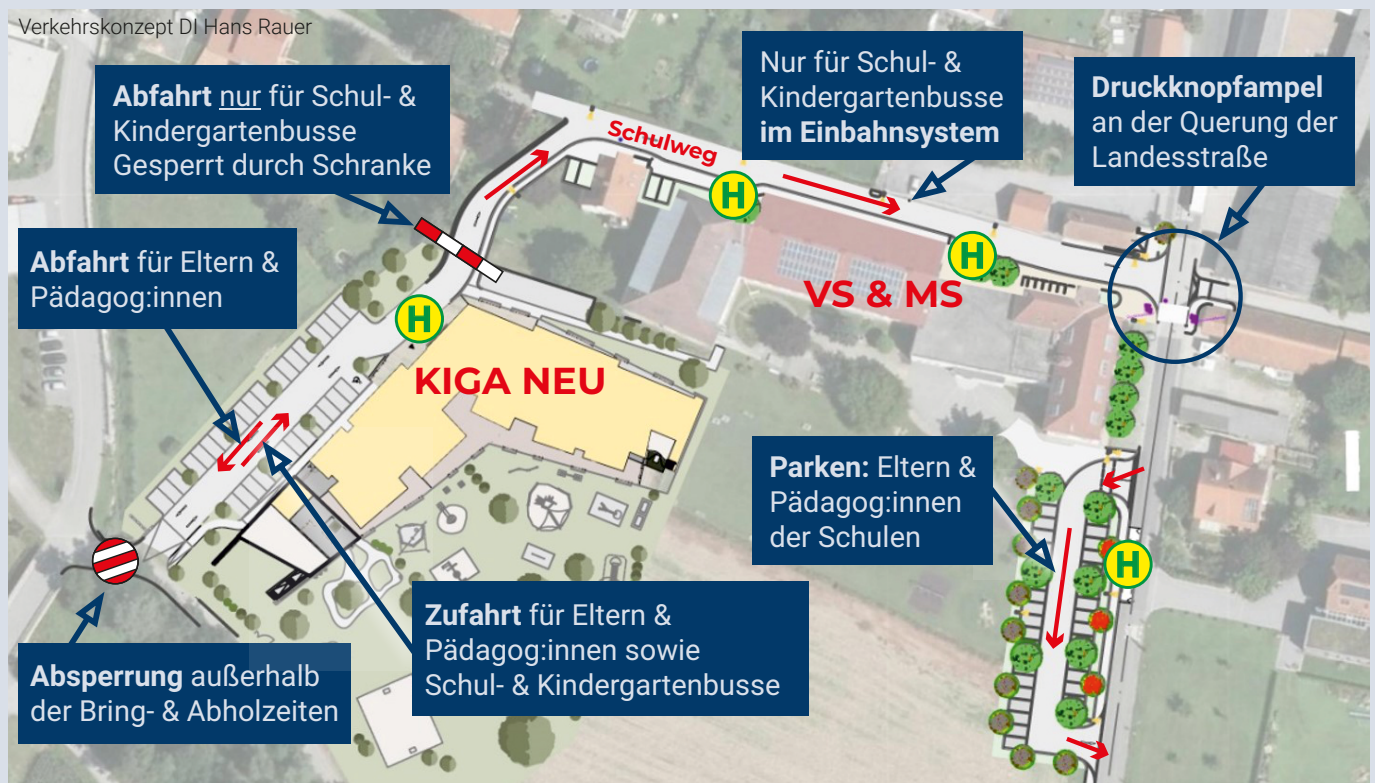 Verkehrskonzept DI Hans Rauer
Abfahrt nur für Schul- &
Kindergartenbusse
Gesperrt durch Schranke
Nur für Schul- &
Kindergartenbusse
im Einbahnsystem
Druckknopfampel
an der Querung der
Landesstraße
Schulweg
H
H
Abfahrt für Eltern &
Pädagog:innen
H
VS & MS
KIGA NEU
Parken: Eltern &
Pädagog:innen
der Schulen
H
Zufahrt für Eltern &
Pädagog:innen sowie
Schul- & Kindergartenbusse
Absperrung außerhalb
der Bring- & Abholzeiten